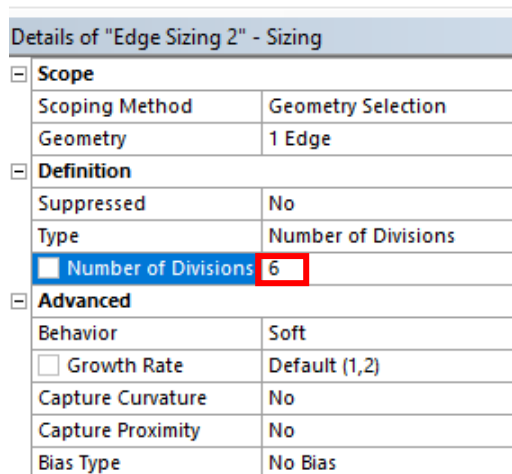 Details of "Edge Sizing 2" - Sizing
Scope
Scoping Method Geometry Selection
Geometry 1 Edge
Definition
Suppressed No
Type Number of Divisions
Number of Divisions 6
Advanced
Behavior Soft
Growth Rate Default (1,2)
Capture Curvature No
Capture Proximity No
Bias Type No Bias